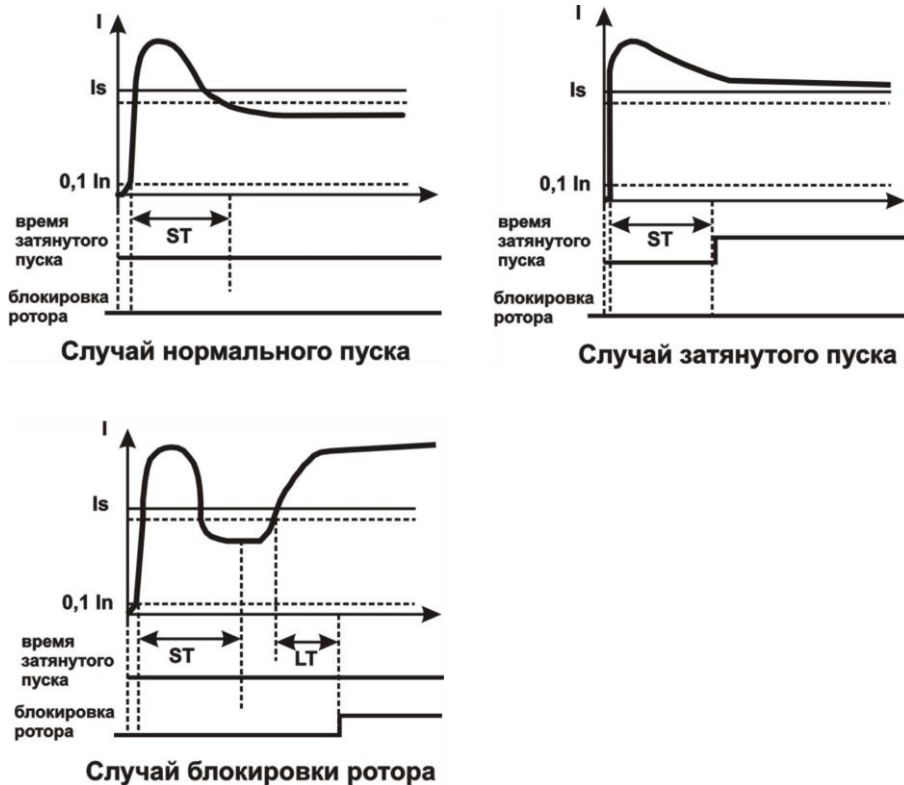 I
Is
0,1 In
время
затянутого
пуска
ST
блокировка
ротора
Случай нормального пуска
I
Is
0,1 In
время
затянутого
пуска
ST
блокировка
ротора
Случай затянутого пуска
I
Is
0,1 In
время
затянутого
пуска
ST
LT
блокировка
ротора
Случай блокировки ротора